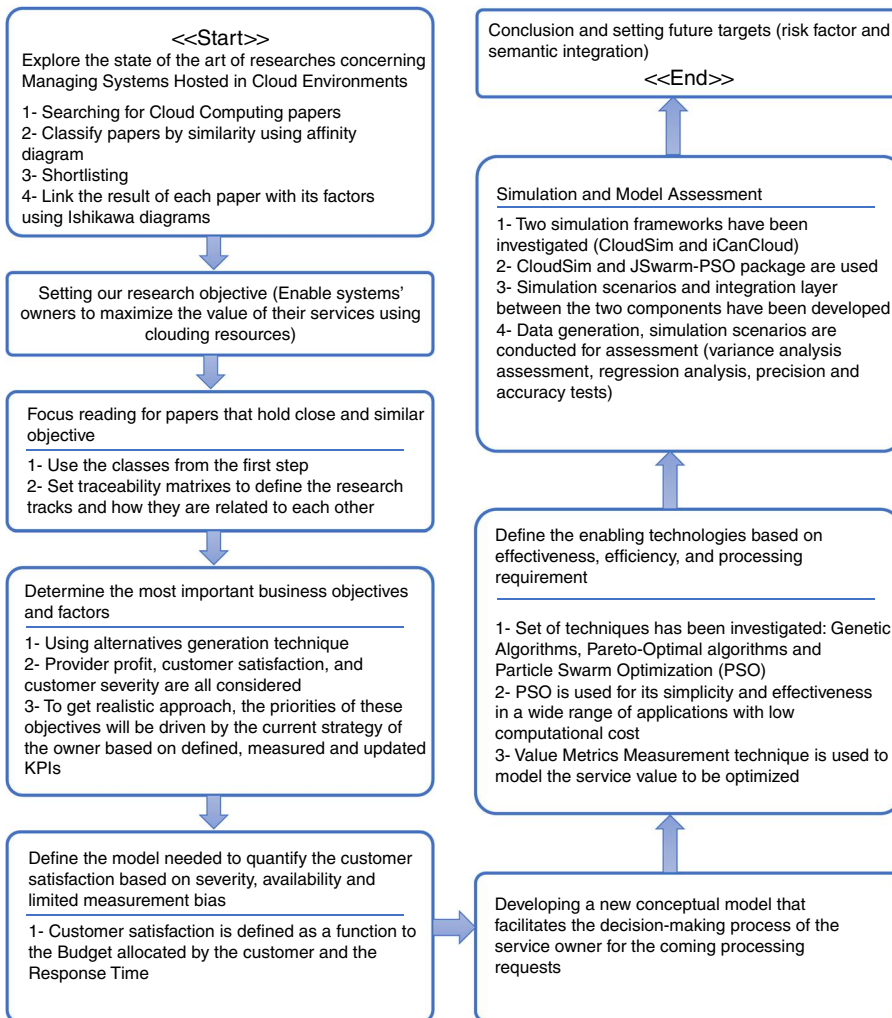 <<Start>>
Explore the state of the art of researches concerning
Managing Systems Hosted in Cloud Environments
1- Searching for Cloud Computing papers
2- Classify papers by similarity using affinity
diagram
3- Shortlisting
4- Link the result of each paper with its factors
using Ishikawa diagrams
Setting our research objective (Enable systems’
owners to maximize the value of their services using
clouding resources)
Focus reading for papers that hold close and similar
objective
1- Use the classes from the first step
2- Set traceability matrixes to define the research
tracks and how they are related to each other
Determine the most important business objectives
and factors
1- Using alternatives generation technique
2- Provider profit, customer satisfaction, and
customer severity are all considered
3- To get realistic approach, the priorities of these
objectives will be driven by the current strategy of
the owner based on defined, measured and updated
KPIs
Define the model needed to quantify the customer
satisfaction based on severity, availability and
limited measurement bias
1- Customer satisfaction is defined as a function to
the Budget allocated by the customer and the
Response Time
Developing a new conceptual model that
facilitates the decision-making process of the
service owner for the coming processing
requests
Define the enabling technologies based on
effectiveness, efficiency, and processing
requirement
1- Set of techniques has been investigated: Genetic
Algorithms, Pareto-Optimal algorithms and
Particle Swarm Optimization (PSO)
2- PSO is used for its simplicity and effectiveness
in a wide range of applications with low
computational cost
3- Value Metrics Measurement technique is used to
model the service value to be optimized
Simulation and Model Assessment
1- Two simulation frameworks have been
investigated (CloudSim and iCanCloud)
2- CloudSim and JSwarm-PSO package are used
3- Simulation scenarios and integration layer
between the two components have been developed
4- Data generation, simulation scenarios are
conducted for assessment (variance analysis
assessment, regression analysis, precision and
accuracy tests)
Conclusion and setting future targets (risk factor and
semantic integration)
<<End>>